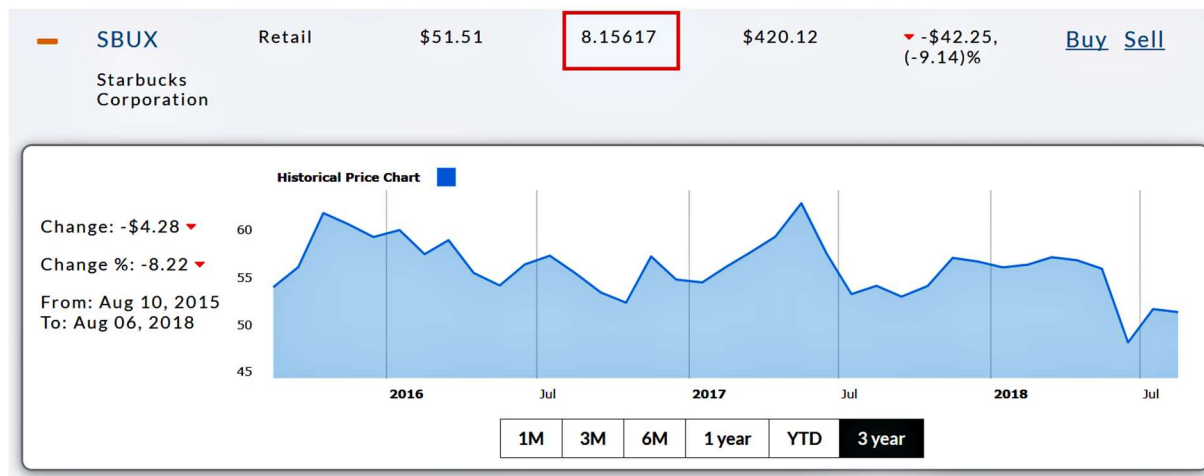 SBUX Retail $51.51 8.15617 $420.12 -$42.25, Buy Sell
(-9.14)%
Starbucks
Corporation
Historical Price Chart
Change: -$4.28
Change %: -8.22
From: Aug 10, 2015
To: Aug 06, 2018
60
55
50
45
2016 Jul 2017 Jul 2018 Jul
1M 3M 6M 1 year YTD 3 year